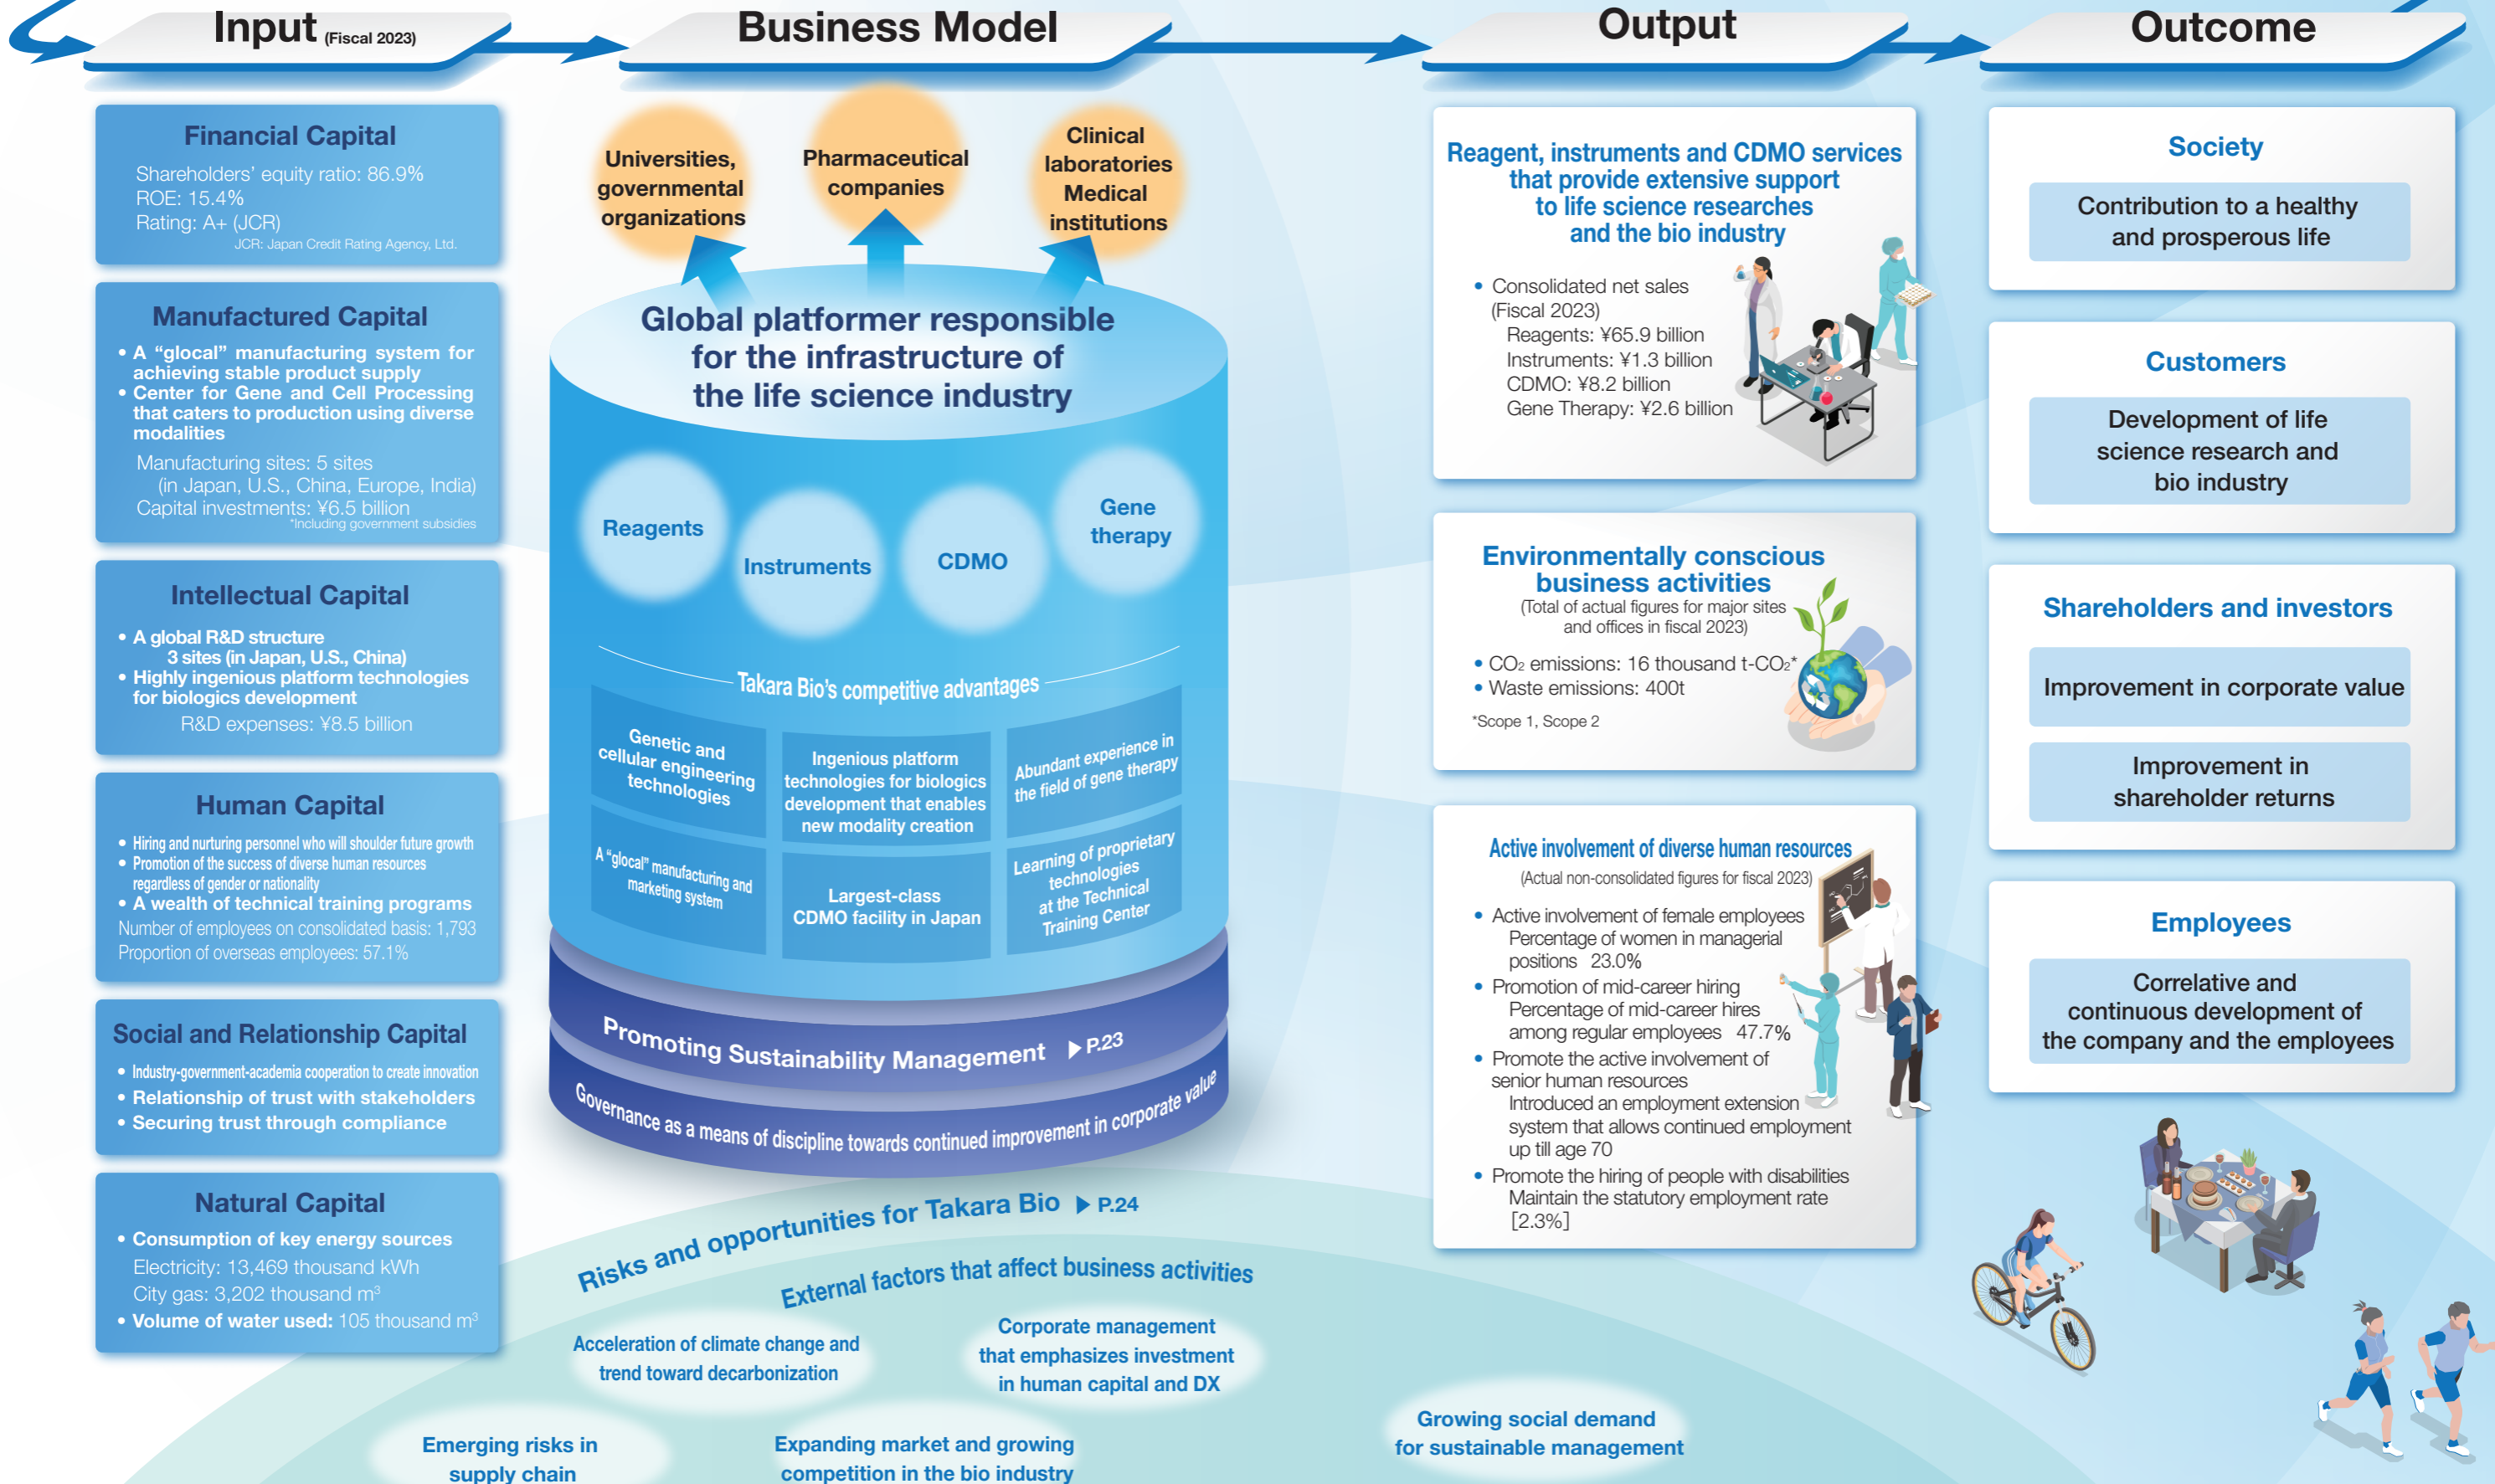 Input (Fiscal 2023)
Business Model
Output
Outcome
Financial Capital
Shareholders' equity ratio: 86.9%
ROE: 15.4%
Rating: A+ (JCR)
JCR: Japan Credit Rating Agency, Ltd.
Manufactured Capital
• A “glocal” manufacturing system for
achieving stable product supply
• Center for Gene and Cell Processing
that caters to production using diverse
modalities
Manufacturing sites: 5 sites
(in Japan, U.S., China, Europe, India)
Capital investments: ¥6.5 billion
*Including government subsidies
Intellectual Capital
• A global R&D structure
3 sites (in Japan, U.S., China)
• Highly ingenious platform technologies
for biologics development
R&D expenses: ¥8.5 billion
Human Capital
• Hiring and nurturing personnel who will shoulder future growth
• Promotion of the success of diverse human resources
regardless of gender or nationality
• A wealth of technical training programs
Number of employees on consolidated basis: 1,793
Proportion of overseas employees: 57.1%
Social and Relationship Capital
• Industry-government-academia cooperation to create innovation
• Relationship of trust with stakeholders
• Securing trust through compliance
Natural Capital
• Consumption of key energy sources
Electricity: 13,469 thousand kWh
City gas: 3,202 thousand m³
• Volume of water used: 105 thousand m³
Universities,
governmental
organizations
Pharmaceutical
companies
Clinical
laboratories
Medical
institutions
Global platformer responsible
for the infrastructure of
the life science industry
Reagents
Instruments
CDMO
Gene
therapy
Takara Bio's competitive advantages
Genetic and
cellular engineering
technologies
Ingenious platform
technologies for biologics
development that enables
new modality creation
Abundant experience in
the field of gene therapy
A “glocal” manufacturing and
marketing system
Largest-class
CDMO facility in Japan
Learning of proprietary
technologies
at the Technical
Training Center
Promoting Sustainability Management ▶P.23
Governance as a means of discipline towards continued improvement in corporate value
Risks and opportunities for Takara Bio ▶P.24
External factors that affect business activities
Acceleration of climate change and
trend toward decarbonization
Corporate management
that emphasizes investment
in human capital and DX
Emerging risks in
supply chain
Expanding market and growing
competition in the bio industry
Growing social demand
for sustainable management
Reagent, instruments and CDMO services
that provide extensive support
to life science researches
and the bio industry
• Consolidated net sales
(Fiscal 2023)
Reagents: ¥65.9 billion
Instruments: ¥1.3 billion
CDMO: ¥8.2 billion
Gene Therapy: ¥2.6 billion
Environmentally conscious
business activities
(Total of actual figures for major sites
and offices in fiscal 2023)
• CO₂ emissions: 16 thousand t-CO₂*
• Waste emissions: 400t
*Scope 1, Scope 2
Active involvement of diverse human resources
(Actual non-consolidated figures for fiscal 2023)
• Active involvement of female employees
Percentage of women in managerial
positions 23.0%
• Promotion of mid-career hiring
Percentage of mid-career hires
among regular employees 47.7%
• Promote the active involvement of
senior human resources
Introduced an employment extension
system that allows continued employment
up till age 70
• Promote the hiring of people with disabilities
Maintain the statutory employment rate
[2.3%]
Society
Contribution to a healthy
and prosperous life
Customers
Development of life
science research and
bio industry
Shareholders and investors
Improvement in corporate value
Improvement in
shareholder returns
Employees
Correlative and
continuous development of
the company and the employees